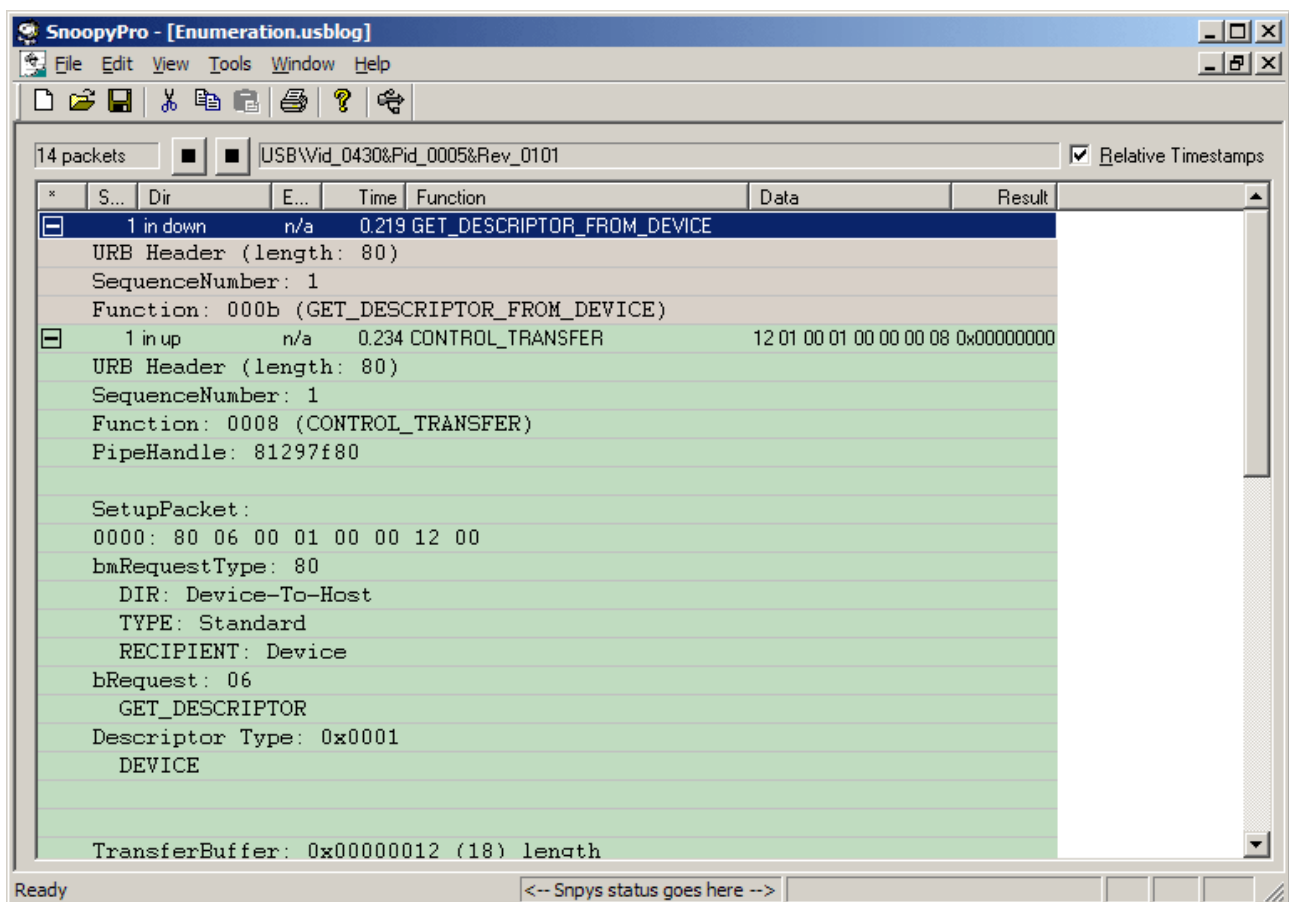 SnoopyPro - [Enumeration.usblog]
File Edit View Tools Window Help
14 packets USB\Vid_0430&Pid_0005&Rev_0101 Relative Timestamps
* S... Dir E... Time Function Data Result
1 in down n/a 0.219 GET_DESCRIPTOR_FROM_DEVICE
URB Header (length: 80)
SequenceNumber: 1
Function: 000b (GET_DESCRIPTOR_FROM_DEVICE)
1 in up n/a 0.234 CONTROL_TRANSFER 12 01 00 01 00 00 00 08 0x00000000
URB Header (length: 80)
SequenceNumber: 1
Function: 0008 (CONTROL_TRANSFER)
PipeHandle: 81297f80
SetupPacket:
0000: 80 06 00 01 00 00 12 00
bmRequestType: 80
DIR: Device-To-Host
TYPE: Standard
RECIPIENT: Device
bRequest: 06
GET_DESCRIPTOR
Descriptor Type: 0x0001
DEVICE
TransferBuffer: 0x00000012 (18) length
Ready <-- Snpys status goes here -->